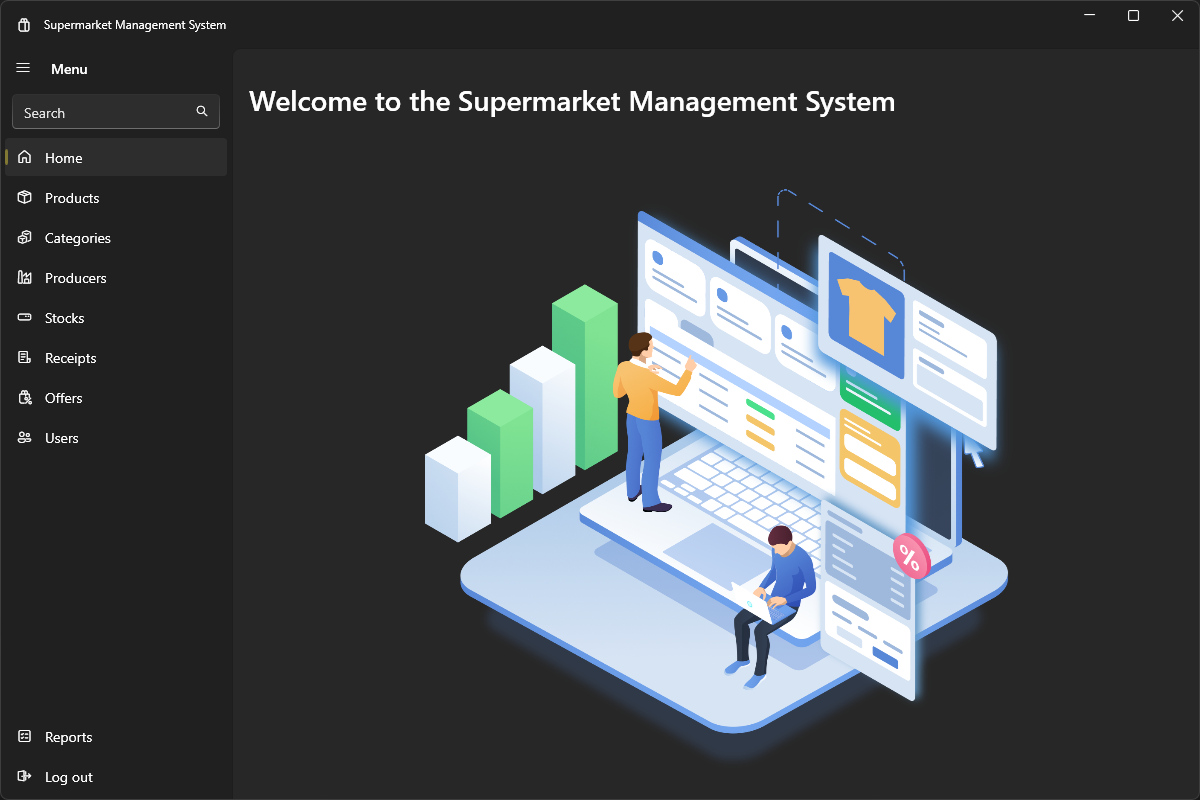 Supermarket Management System
Menu
Search
Home
Products
Categories
Producers
Stocks
Receipts
Offers
Users
Reports
Log out
Welcome to the Supermarket Management System
%